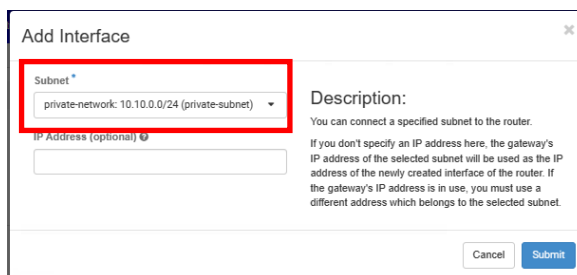 Add Interface
×
Subnet *
private-network: 10.10.0.0/24 (private-subnet)
IP Address (optional)
Description:
You can connect a specified subnet to the router.
If you don't specify an IP address here, the gateway's
IP address of the selected subnet will be used as the IP
address of the newly created interface of the router. If
the gateway's IP address is in use, you must use a
different address which belongs to the selected subnet.
Cancel
Submit